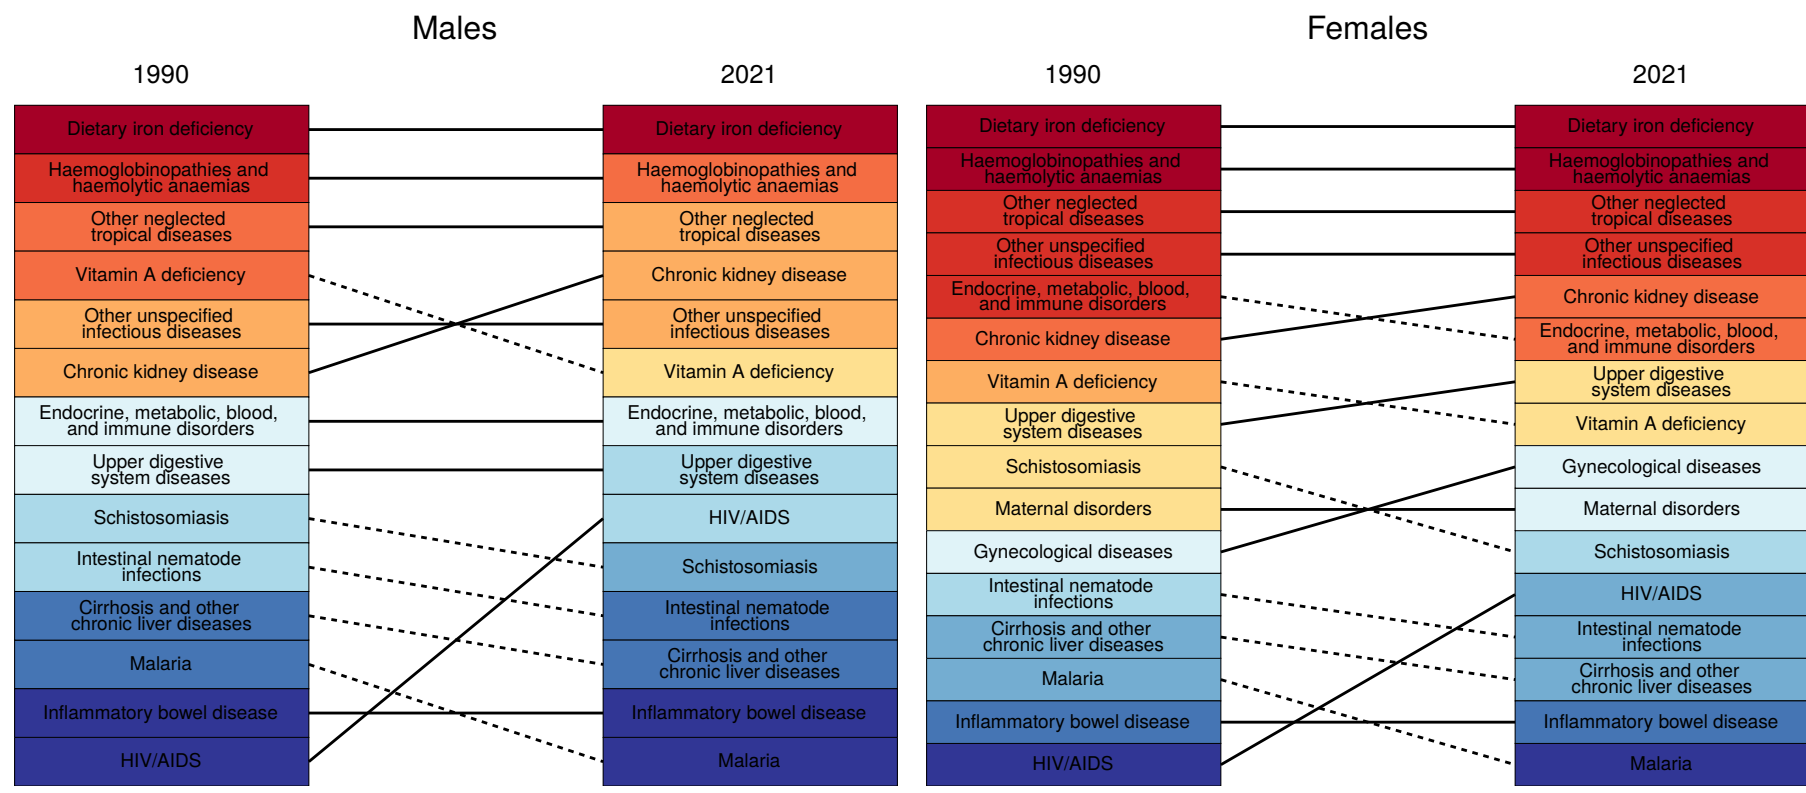 Males
1990
2021
Dietary iron deficiency
Haemoglobinopathies and
haemolytic anaemias
Other neglected
tropical diseases
Vitamin A deficiency
Other unspecified
infectious diseases
Chronic kidney disease
Endocrine, metabolic, blood,
and immune disorders
Upper digestive
system diseases
Schistosomiasis
Intestinal nematode
infections
Cirrhosis and other
chronic liver diseases
Malaria
Inflammatory bowel disease
HIV/AIDS
Dietary iron deficiency
Haemoglobinopathies and
haemolytic anaemias
Other neglected
tropical diseases
Chronic kidney disease
Other unspecified
infectious diseases
Vitamin A deficiency
Endocrine, metabolic, blood,
and immune disorders
Upper digestive
system diseases
HIV/AIDS
Schistosomiasis
Intestinal nematode
infections
Cirrhosis and other
chronic liver diseases
Inflammatory bowel disease
Malaria
Females
1990
2021
Dietary iron deficiency
Haemoglobinopathies and
haemolytic anaemias
Other neglected
tropical diseases
Other unspecified
infectious diseases
Endocrine, metabolic, blood,
and immune disorders
Chronic kidney disease
Vitamin A deficiency
Upper digestive
system diseases
Schistosomiasis
Maternal disorders
Gynecological diseases
Intestinal nematode
infections
Cirrhosis and other
chronic liver diseases
Malaria
Inflammatory bowel disease
HIV/AIDS
Dietary iron deficiency
Haemoglobinopathies and
haemolytic anaemias
Other neglected
tropical diseases
Other unspecified
infectious diseases
Chronic kidney disease
Endocrine, metabolic, blood,
and immune disorders
Upper digestive
system diseases
Vitamin A deficiency
Gynecological diseases
Maternal disorders
Schistosomiasis
HIV/AIDS
Intestinal nematode
infections
Cirrhosis and other
chronic liver diseases
Inflammatory bowel disease
Malaria